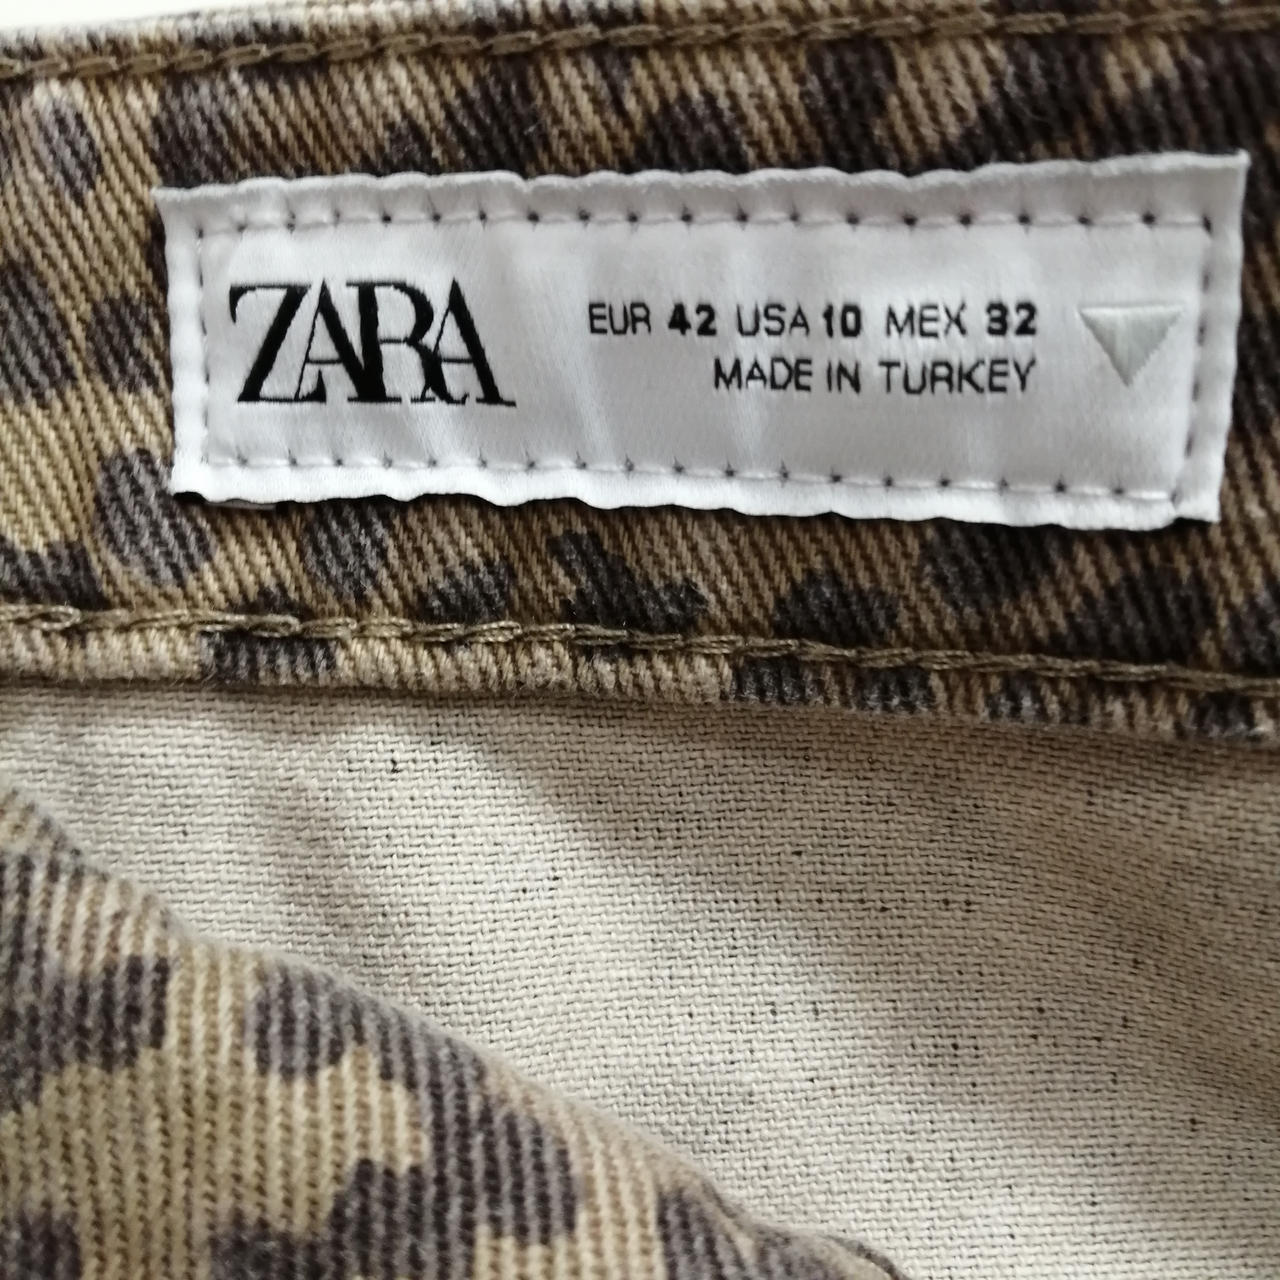 ZARA
EUR 42 USA 10 MEX 32
MADE IN TURKEY